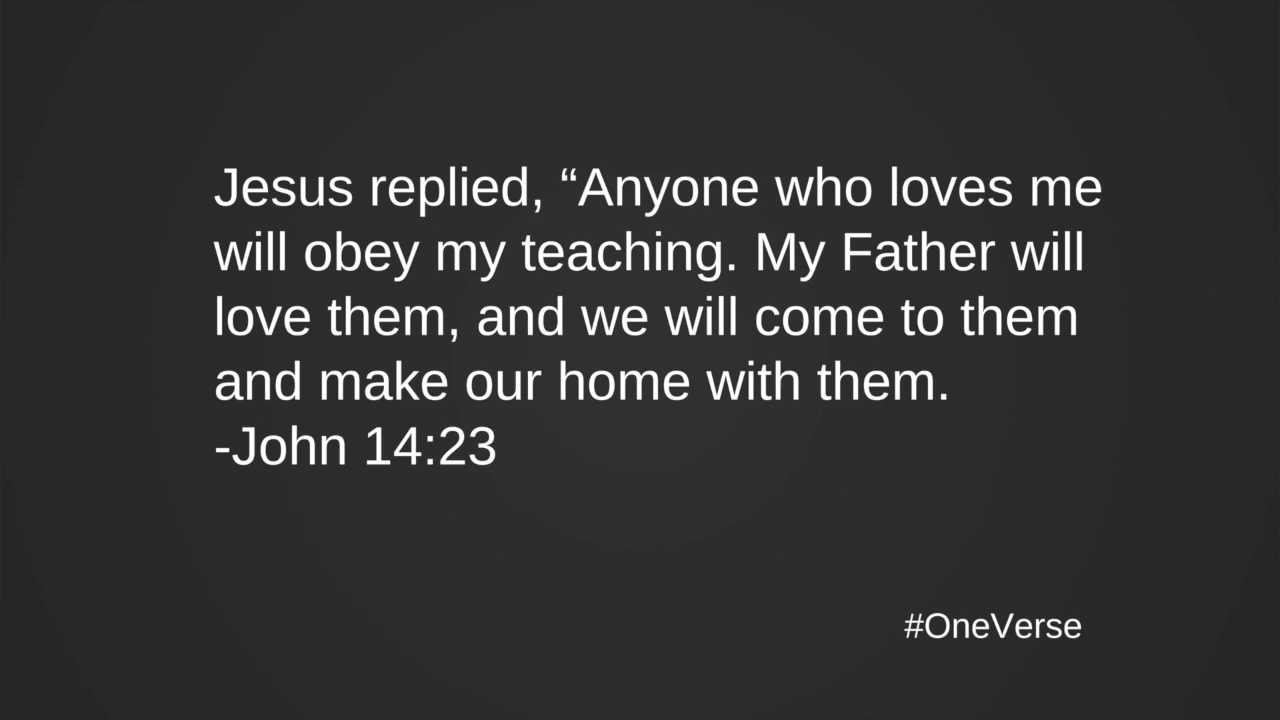 Jesus replied, “Anyone who loves me
will obey my teaching. My Father will
love them, and we will come to them
and make our home with them.
-John 14:23
#OneVerse